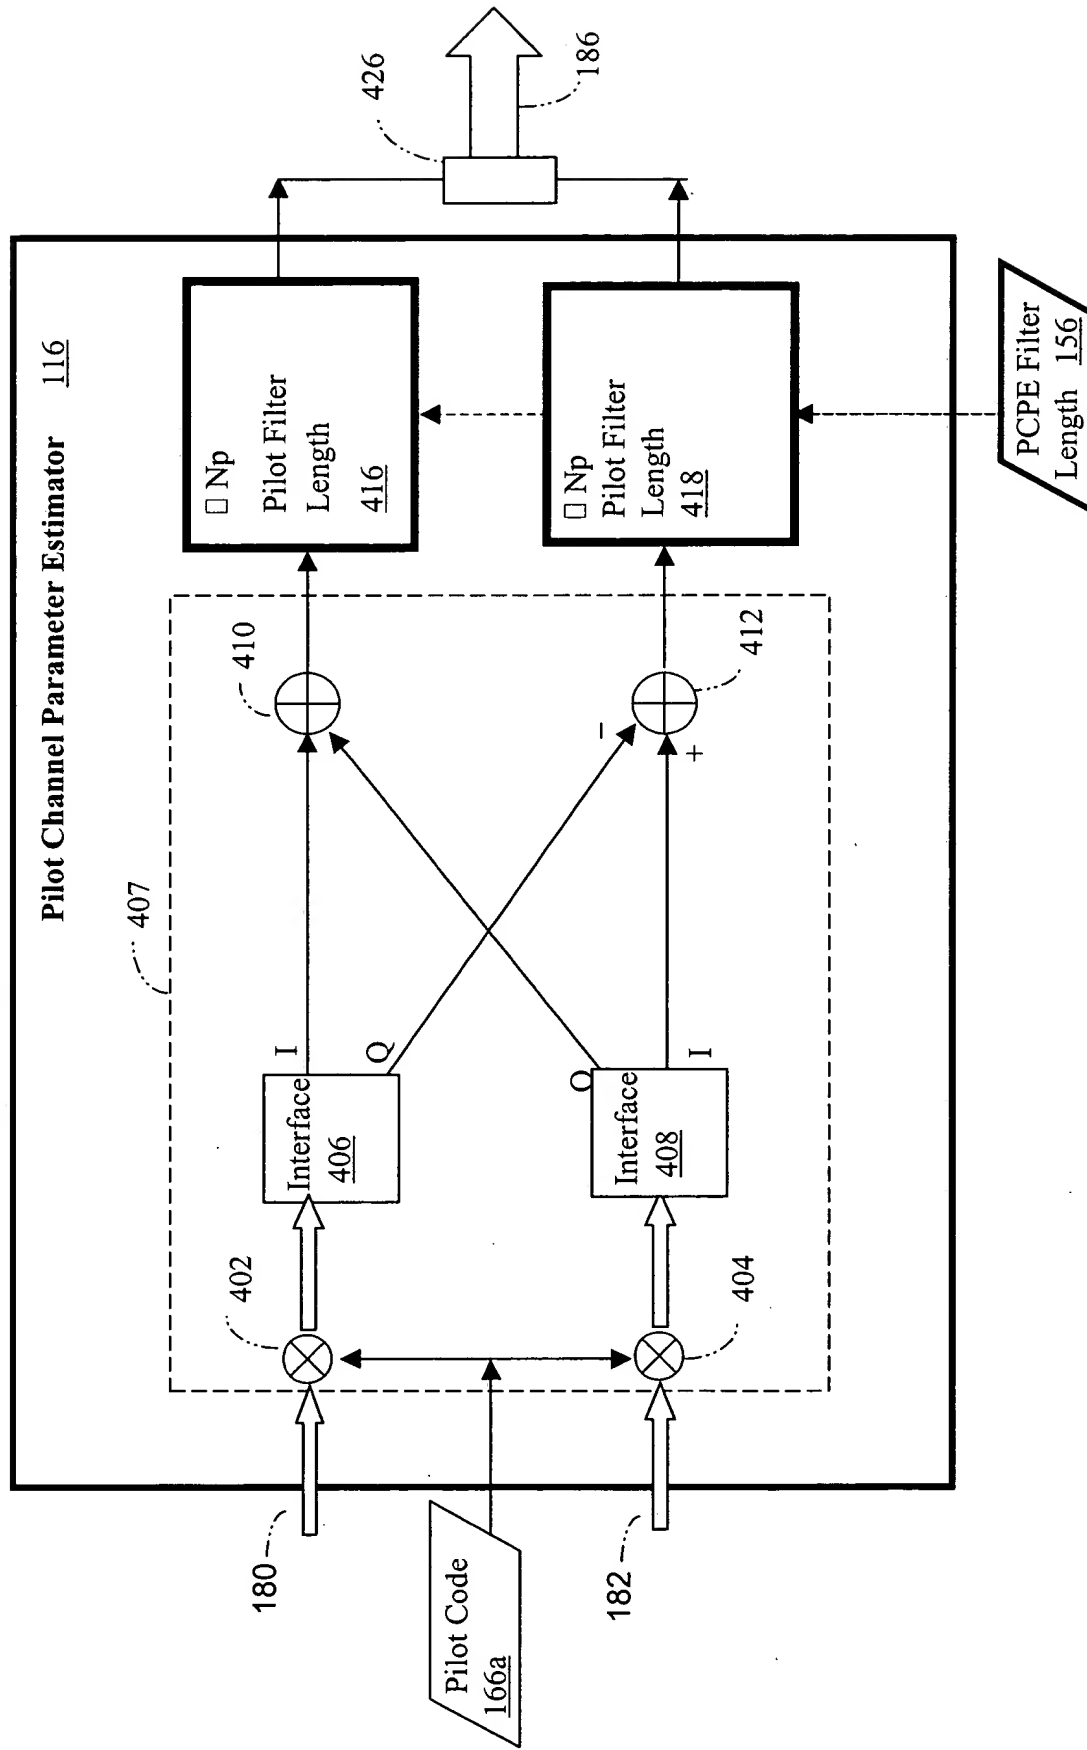 Pilot Channel Parameter Estimator 116
407
180
402
Interface
406
I
Q
410
□ Np
Pilot Filter
Length
416
426
186
Pilot Code
166a
182
404
Interface
408
Q
I
-
+
412
□ Np
Pilot Filter
Length
418
PCPE Filter
Length 156